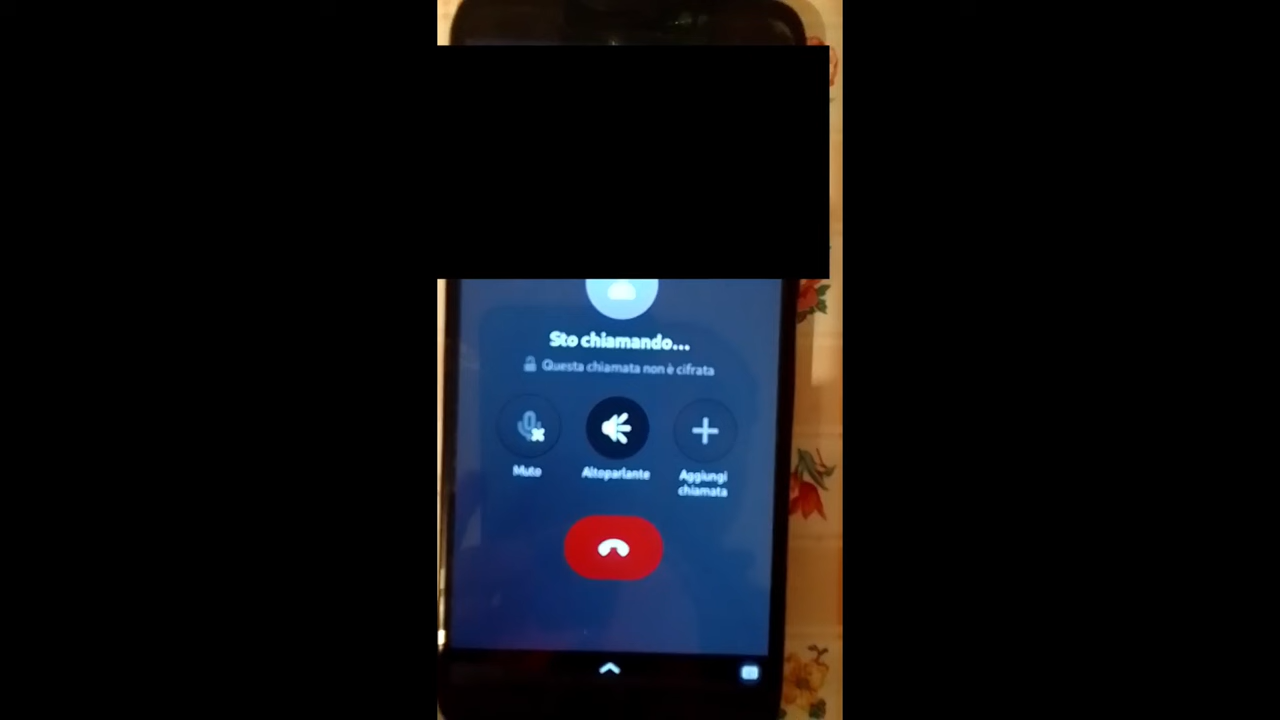 Sto chiamando...
Questa chiamata non è cifrata
Muto
Altoparlante
Aggiungi
chiamata